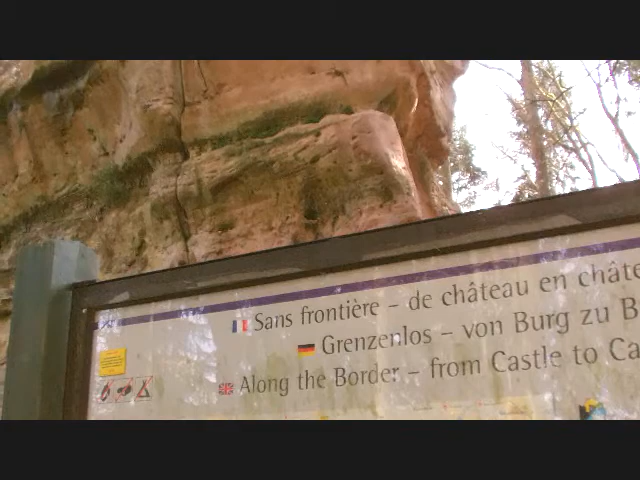 Sans frontière – de château en châte
Grenzenlos – von Burg zu B
Along the Border – from Castle to Ca